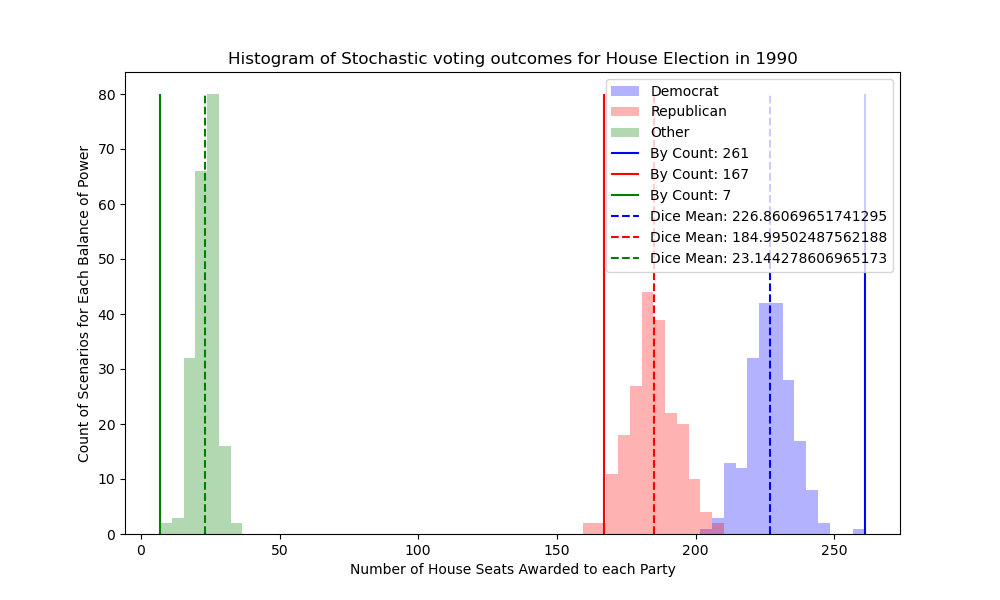 Histogram of Stochastic voting outcomes for House Election in 1990
Count of Scenarios for Each Balance of Power
80
70
60
50
40
30
20
10
0
Democrat
Republican
Other
By Count: 261
By Count: 167
By Count: 7
Dice Mean: 226.86069651741295
Dice Mean: 184.99502487562188
Dice Mean: 23.144278606965173
0
50
100
150
200
250
Number of House Seats Awarded to each Party